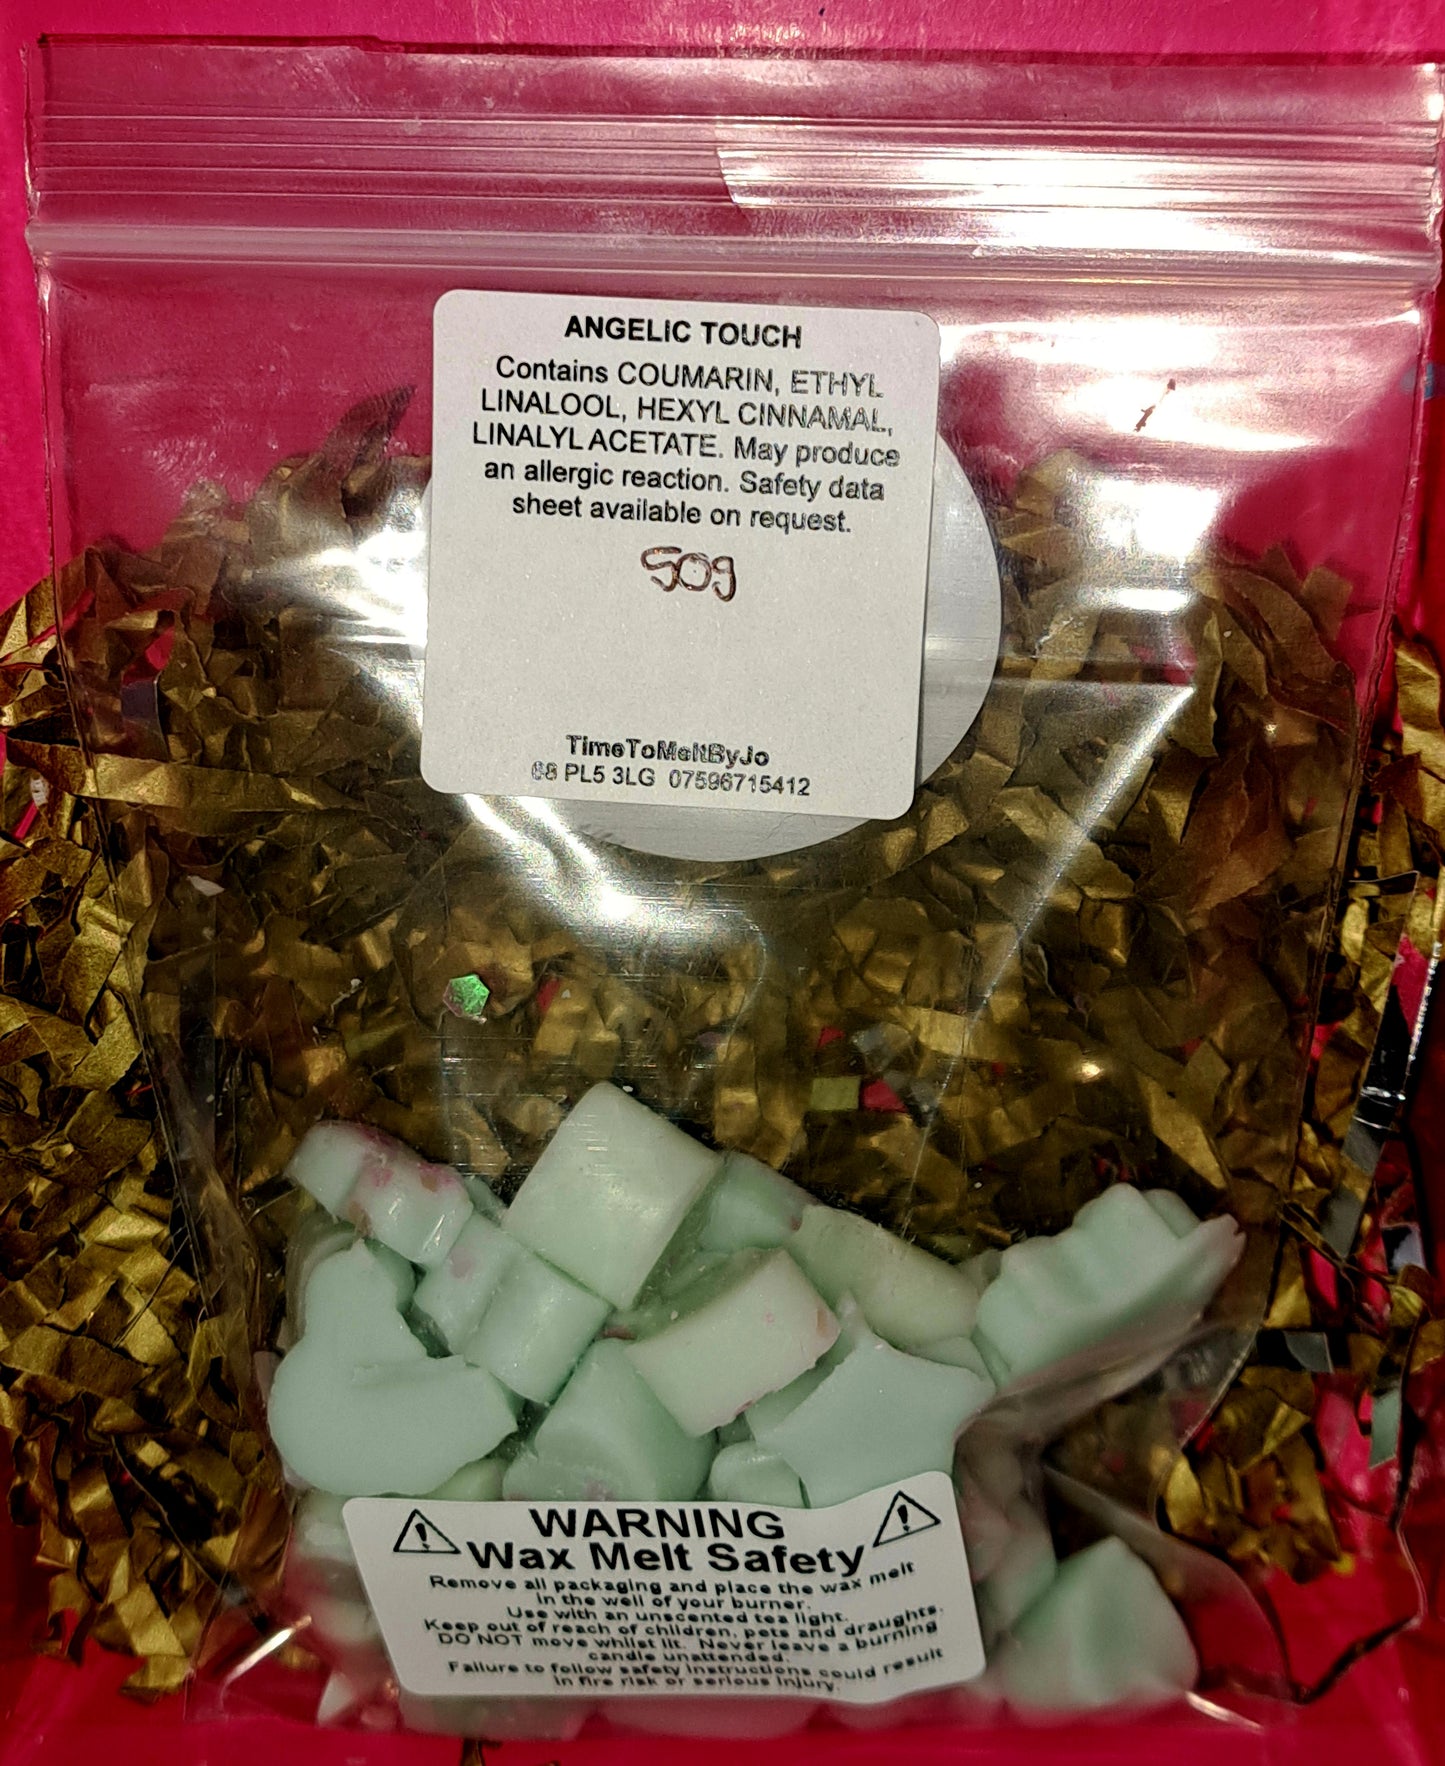 ANGELIC TOUCH
Contains COUMARIN, ETHYL
LINALOOL, HEXYL CINNAMAL,
LINALYL ACETATE. May produce
an allergic reaction. Safety data
sheet available on request.
50g
TimeToMeltByJo
68 PL5 3LG 07596715412
WARNING
Wax Melt Safety
Remove all packaging and place the wax melt
in the well of your burner.
Use with an unscented tea light.
Keep out of reach of children, pets and draughts.
DO NOT move whilst lit. Never leave a burning
candle unattended.
Failure to follow safety instructions could result
in fire risk or serious injury.